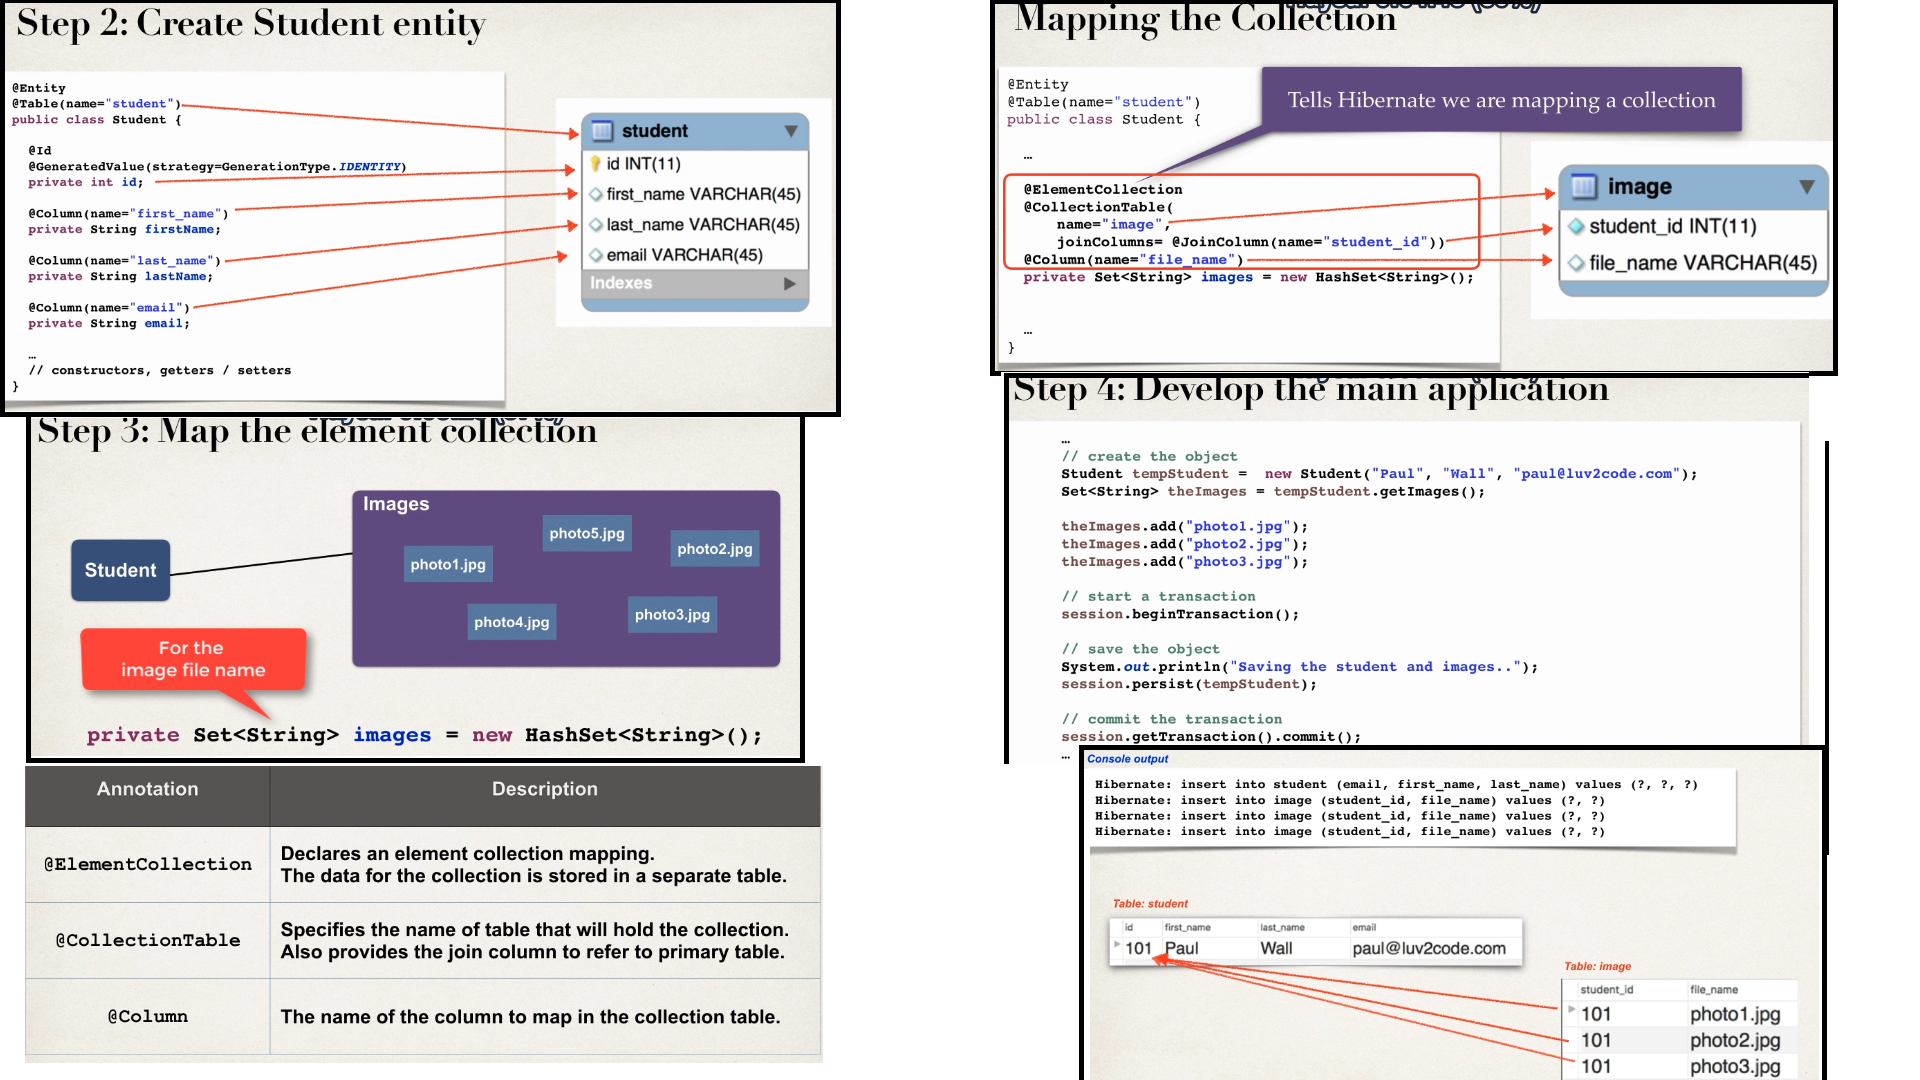 Step 2: Create Student entity
@Entity
@Table(name="student")
public class Student {
@Id
@GeneratedValue(strategy=GenerationType.IDENTITY)
private int id;
@Column(name="first_name")
private String firstName;
@Column(name="last_name")
private String lastName;
@Column(name="email")
private String email;
…
// constructors, getters / setters
}
student
id INT(11)
first_name VARCHAR(45)
last_name VARCHAR(45)
email VARCHAR(45)
Indexes
Step 3: Map the element collection
Student
Images
photo5.jpg
photo2.jpg
photo1.jpg
photo3.jpg
photo4.jpg
For the
image file name
private Set<String> images = new HashSet<String>();
Annotation Description
@ElementCollection
Declares an element collection mapping.
The data for the collection is stored in a separate table.
@CollectionTable
Specifies the name of table that will hold the collection.
Also provides the join column to refer to primary table.
@Column
The name of the column to map in the collection table.
Mapping the Collection
@Entity
@Table(name="student")
public class Student {
Tells Hibernate we are mapping a collection
…
@ElementCollection
@CollectionTable(
name="image",
joinColumns= @JoinColumn(name="student_id"))
@Column(name="file_name")
private Set<String> images = new HashSet<String>();
…
}
image
student_id INT(11)
file_name VARCHAR(45)
Step 4: Develop the main application
…
// create the object
Student tempStudent = new Student("Paul", "Wall", "paul@luv2code.com");
Set<String> theImages = tempStudent.getImages();
theImages.add("photo1.jpg");
theImages.add("photo2.jpg");
theImages.add("photo3.jpg");
// start a transaction
session.beginTransaction();
// save the object
System.out.println("Saving the student and images..");
session.persist(tempStudent);
// commit the transaction
session.getTransaction().commit();
…
Console output
Hibernate: insert into student (email, first_name, last_name) values (?, ?, ?)
Hibernate: insert into image (student_id, file_name) values (?, ?)
Hibernate: insert into image (student_id, file_name) values (?, ?)
Hibernate: insert into image (student_id, file_name) values (?, ?)
Table: student
id first_name last_name email
101 Paul Wall paul@luv2code.com
Table: image
student_id file_name
101 photo1.jpg
101 photo2.jpg
101 photo3.jpg